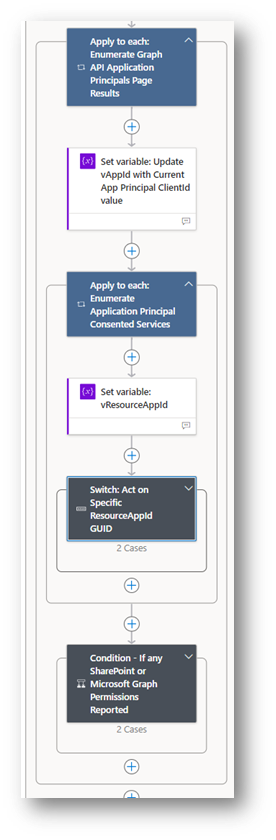 Apply to each:
Enumerate Graph
API Application
Principals Page
Results
{x}
Set variable: Update
vAppId with Current
App Principal ClientId
value
Apply to each:
Enumerate
Application Principal
Consented Services
{x}
Set variable:
vResourceAppId
Switch: Act on
Specific
ResourceAppId
GUID
2 Cases
Condition - If any
SharePoint or
Microsoft Graph
Permissions
Reported
2 Cases